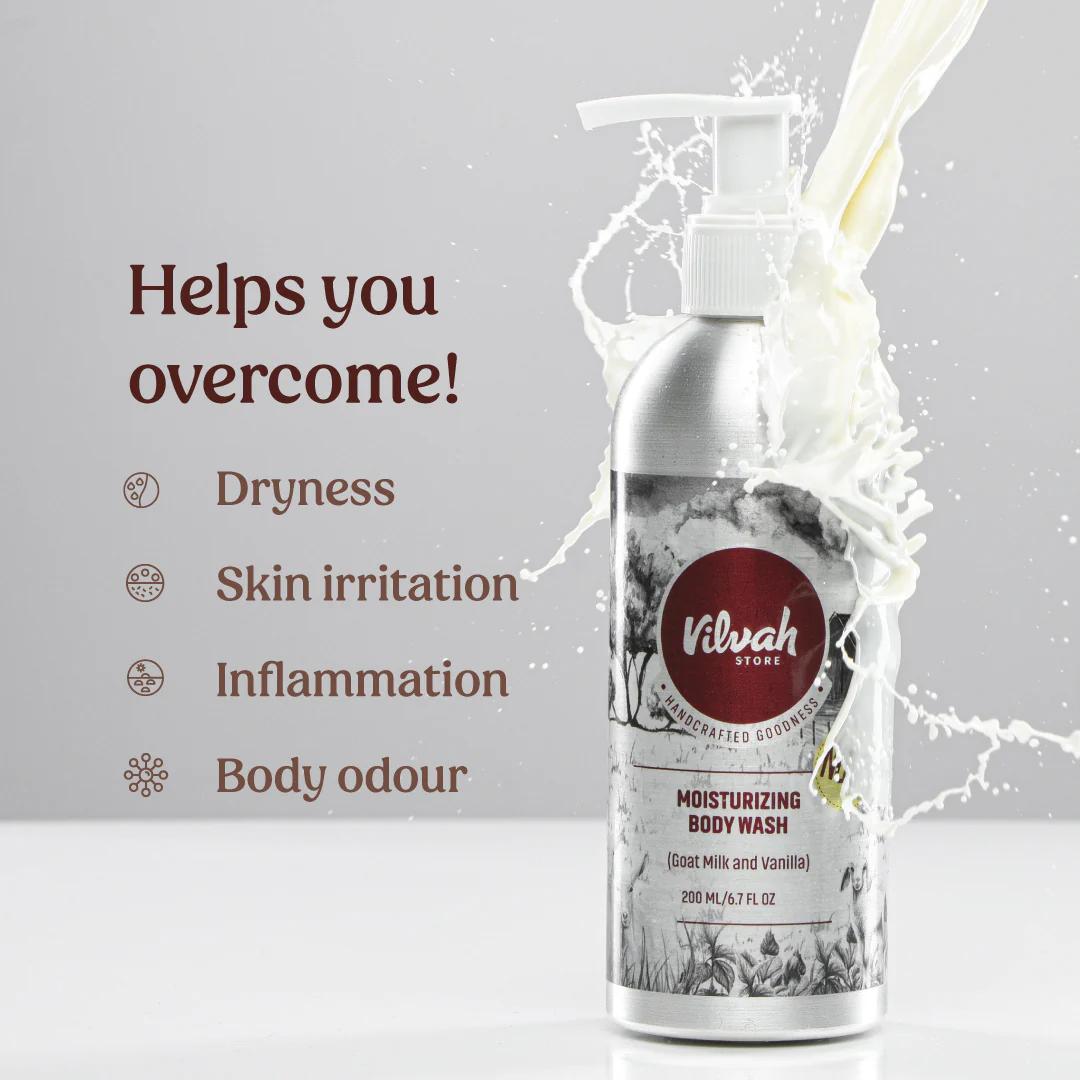 Helps you
overcome!
Dryness
Skin irritation
Inflammation
Body odour
Vilvah
STORE
• HANDCRAFTED GOODNESS •
MOISTURIZING
BODY WASH
(Goat Milk and Vanilla)
200 ML/6.7 FL OZ